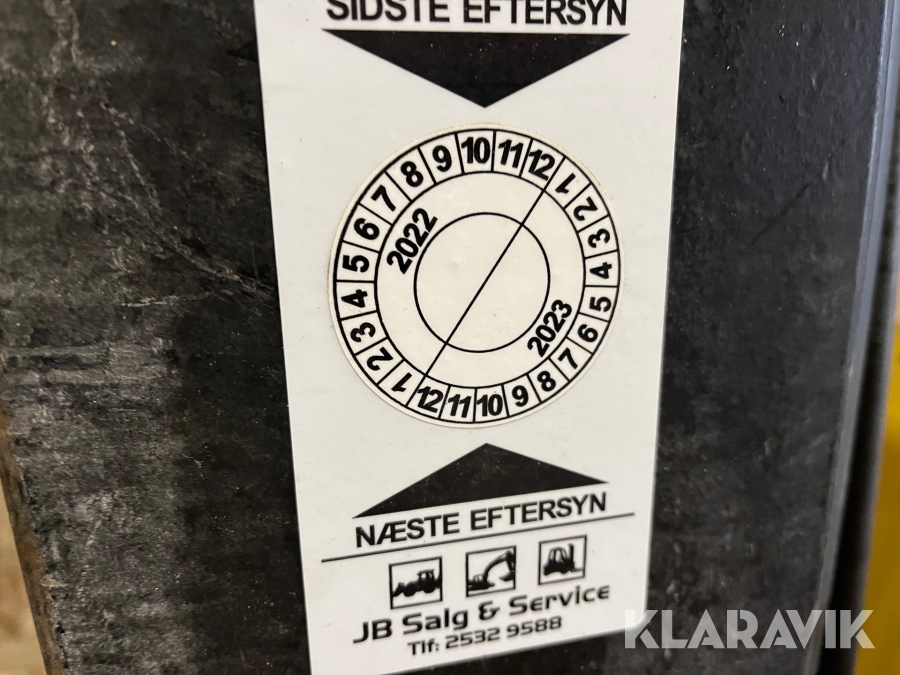 SIDSTE EFTERSYN
2022
1 2 3 4 5 6 7 8 9 10 11 12
2023
1 2 3 4 5 6 7 8 9 10 11 12
NÆSTE EFTERSYN
JB Salg & Service
Tlf: 2532 9588
KLARAVIK